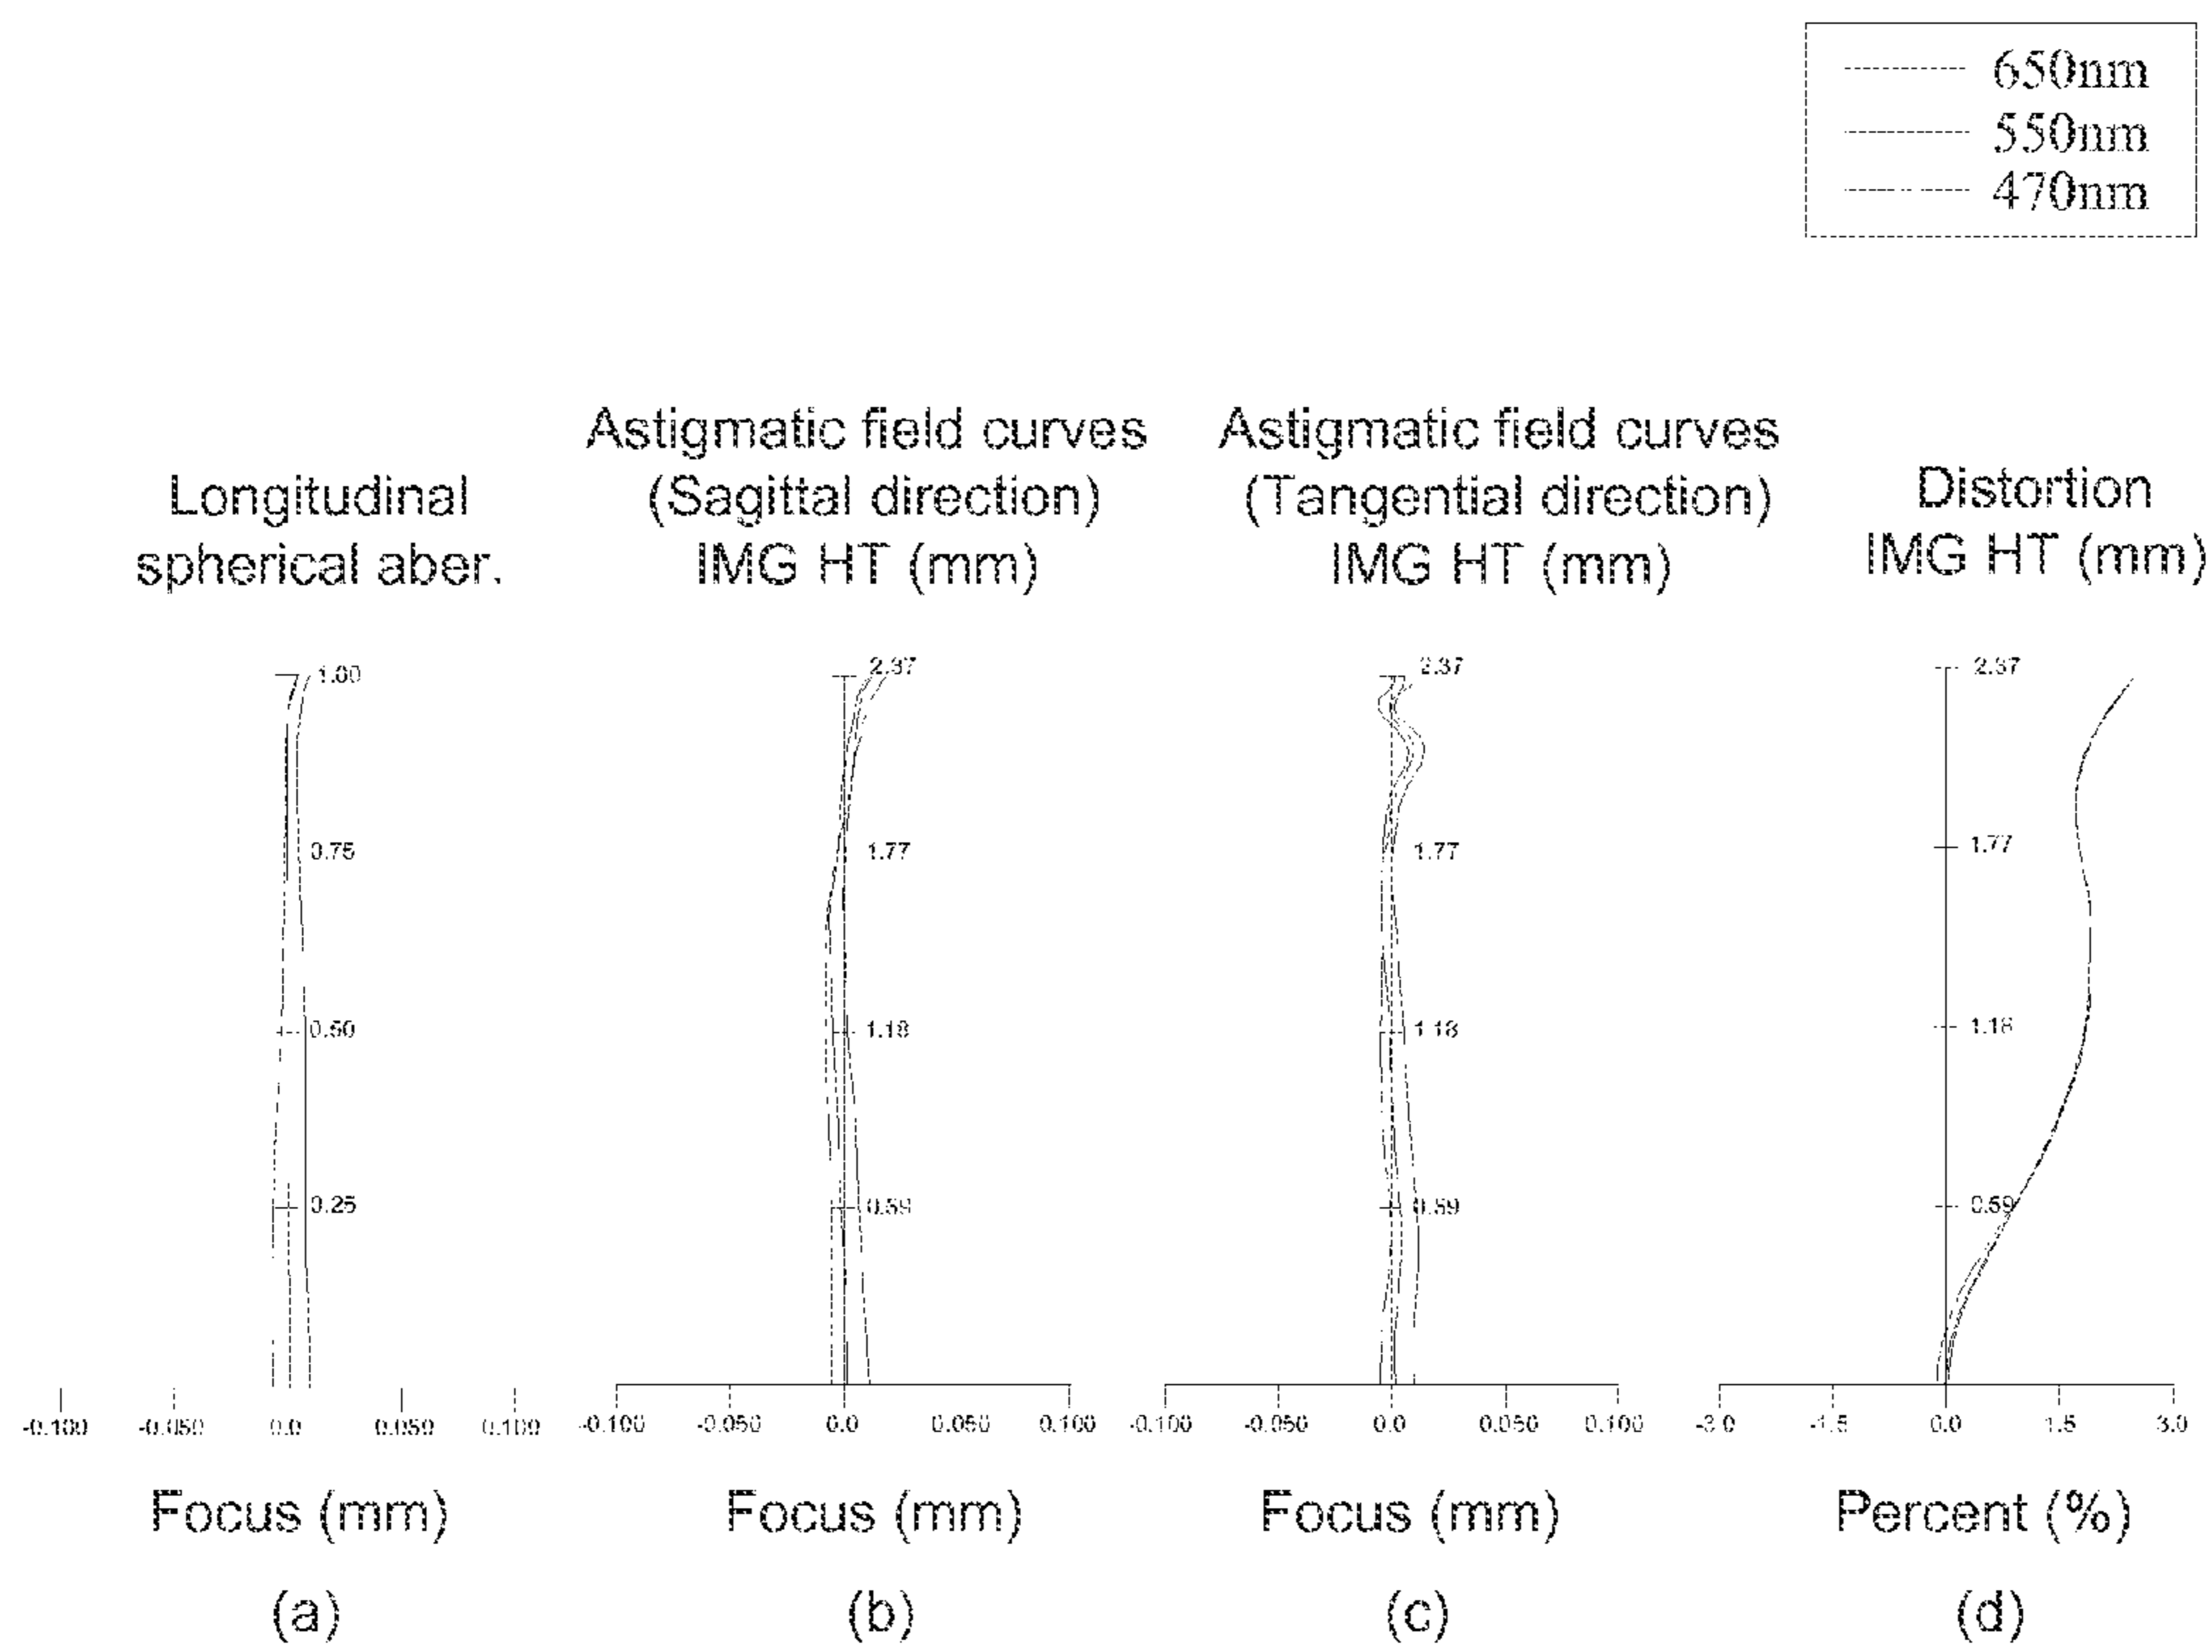 650nm
550nm
470nm
Longitudinal
spherical aber.
Astigmatic field curves
(Sagittal direction)
IMG HT (mm)
Astigmatic field curves
(Tangential direction)
IMG HT (mm)
Distortion
IMG HT (mm)
1.00
0.75
0.50
0.25
-0.100 -0.050 0.0 0.050 0.100
Focus (mm)
(a)
2.37
1.77
1.18
0.59
-0.100 -0.050 0.0 0.050 0.100
Focus (mm)
(b)
2.37
1.77
1.18
0.59
-0.100 -0.050 0.0 0.050 0.100
Focus (mm)
(c)
2.37
1.77
1.18
0.59
-3.0 -1.5 0.0 1.5 3.0
Percent (%)
(d)